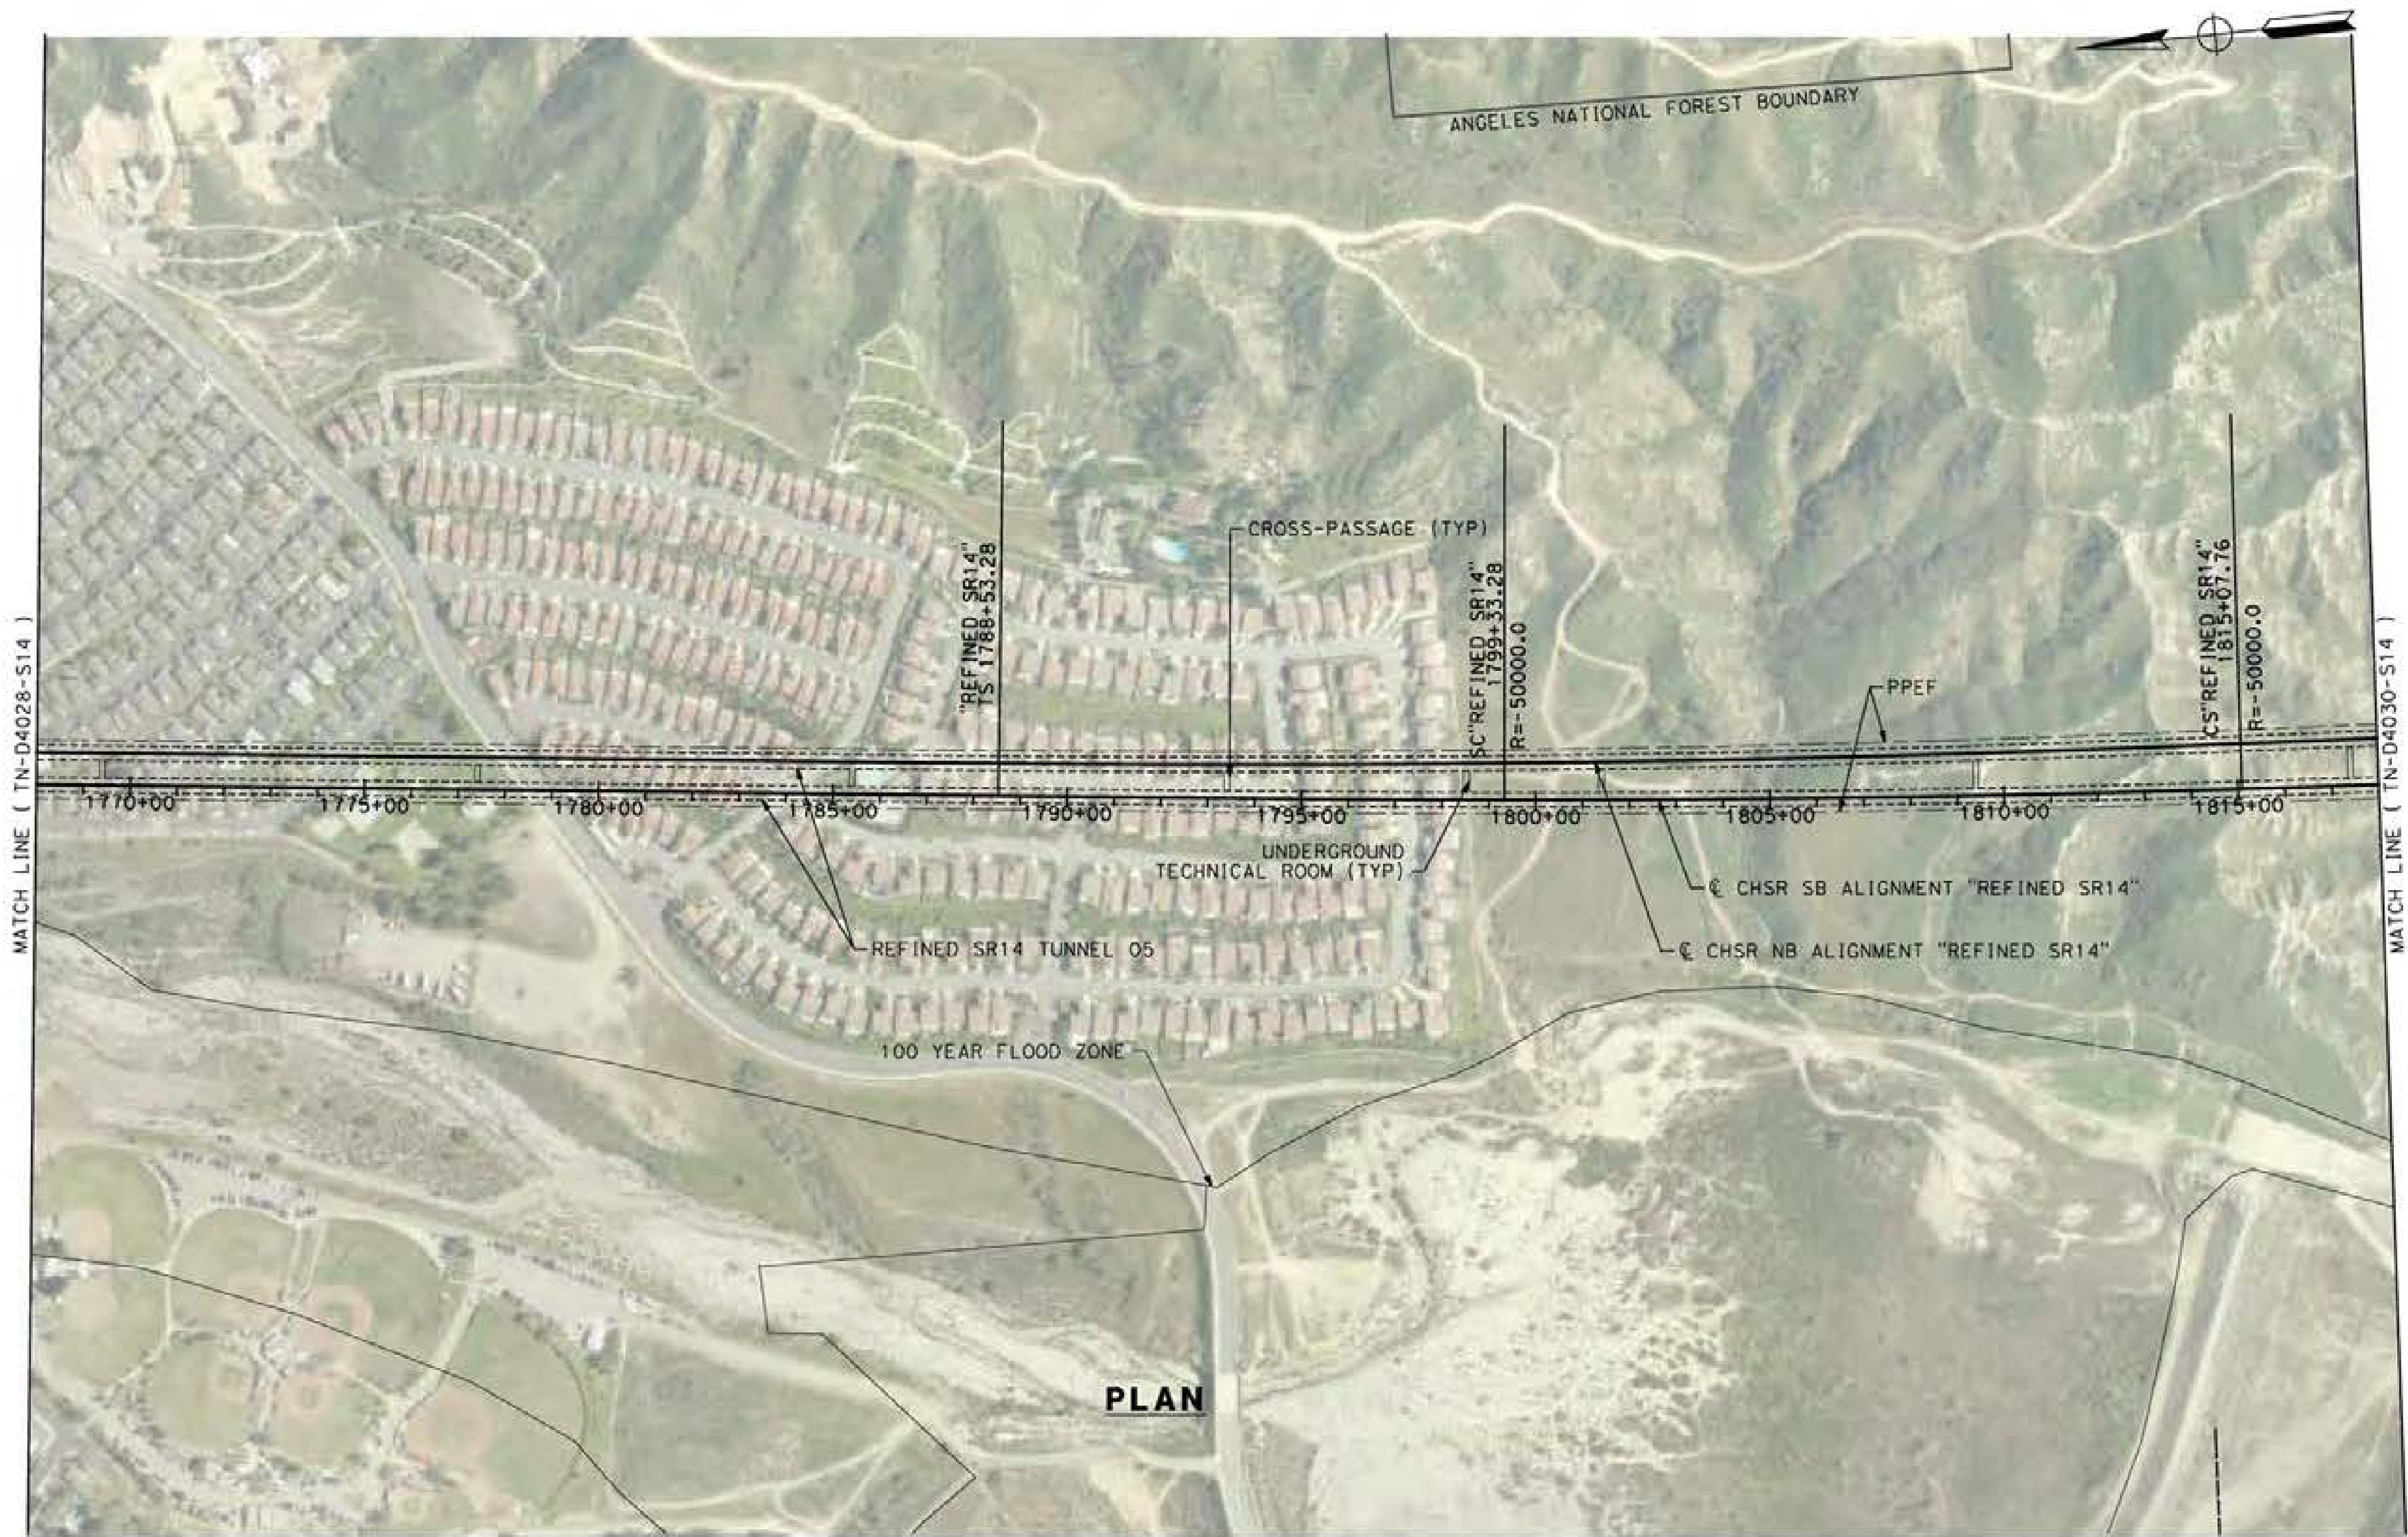 ANGELES NATIONAL FOREST BOUNDARY
CROSS-PASSAGE (TYP)
"REFINED SR14"
TS 1788+53.28
SC"REFINED SR14"
1799+33.28
R=-50000.0
CS"REFINED SR14"
1815+07.76
R=-50000.0
PPEF
MATCH LINE ( TN-D4028-S14 )
MATCH LINE ( TN-D4030-S14 )
1770+00
1775+00
1780+00
1785+00
1790+00
1795+00
1800+00
1805+00
1810+00
1815+00
UNDERGROUND
TECHNICAL ROOM (TYP)
℄ CHSR SB ALIGNMENT "REFINED SR14"
REFINED SR14 TUNNEL 05
℄ CHSR NB ALIGNMENT "REFINED SR14"
100 YEAR FLOOD ZONE
PLAN